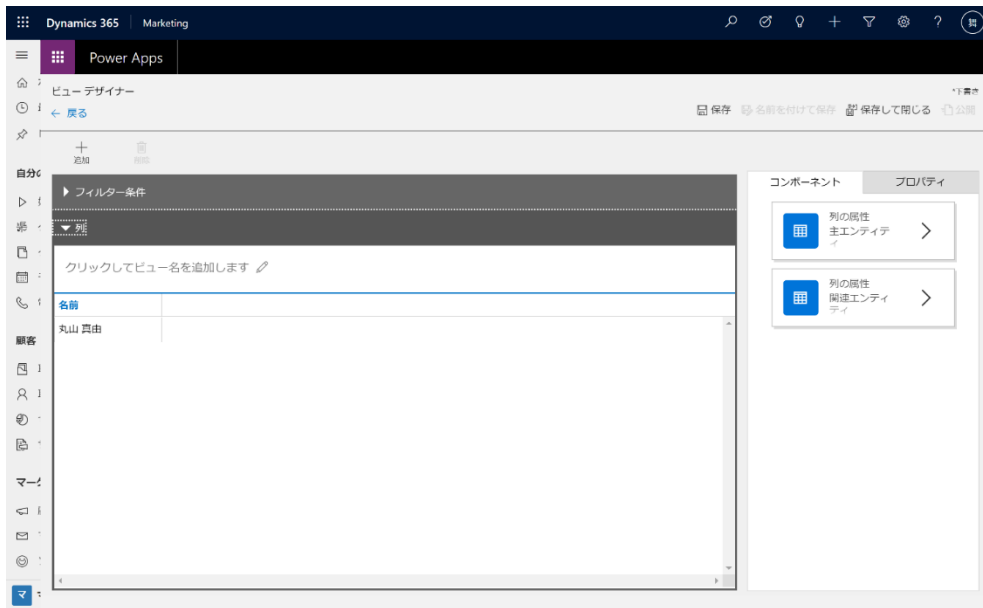 Dynamics 365 Marketing
Power Apps
ビュー デザイナー
*下書き
← 戻る
保存 名前を付けて保存 保存して閉じる 公開
追加 削除
自分の
フィルター条件
列
クリックしてビュー名を追加します
名前
丸山 真由
コンポーネント プロパティ
列の属性
主エンティテ
ィ
列の属性
関連エンティ
ティ
顧客
マーケ
マ